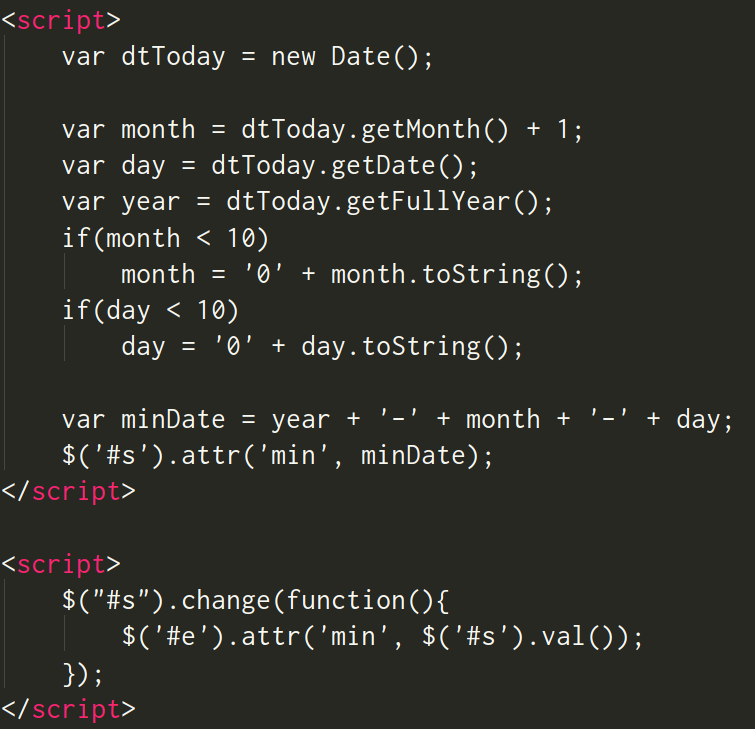 <script>
var dtToday = new Date();
var month = dtToday.getMonth() + 1;
var day = dtToday.getDate();
var year = dtToday.getFullYear();
if(month < 10)
month = '0' + month.toString();
if(day < 10)
day = '0' + day.toString();
var minDate = year + '-' + month + '-' + day;
$('#s').attr('min', minDate);
</script>
<script>
$("#s").change(function(){
$('#e').attr('min', $('#s').val());
});
</script>